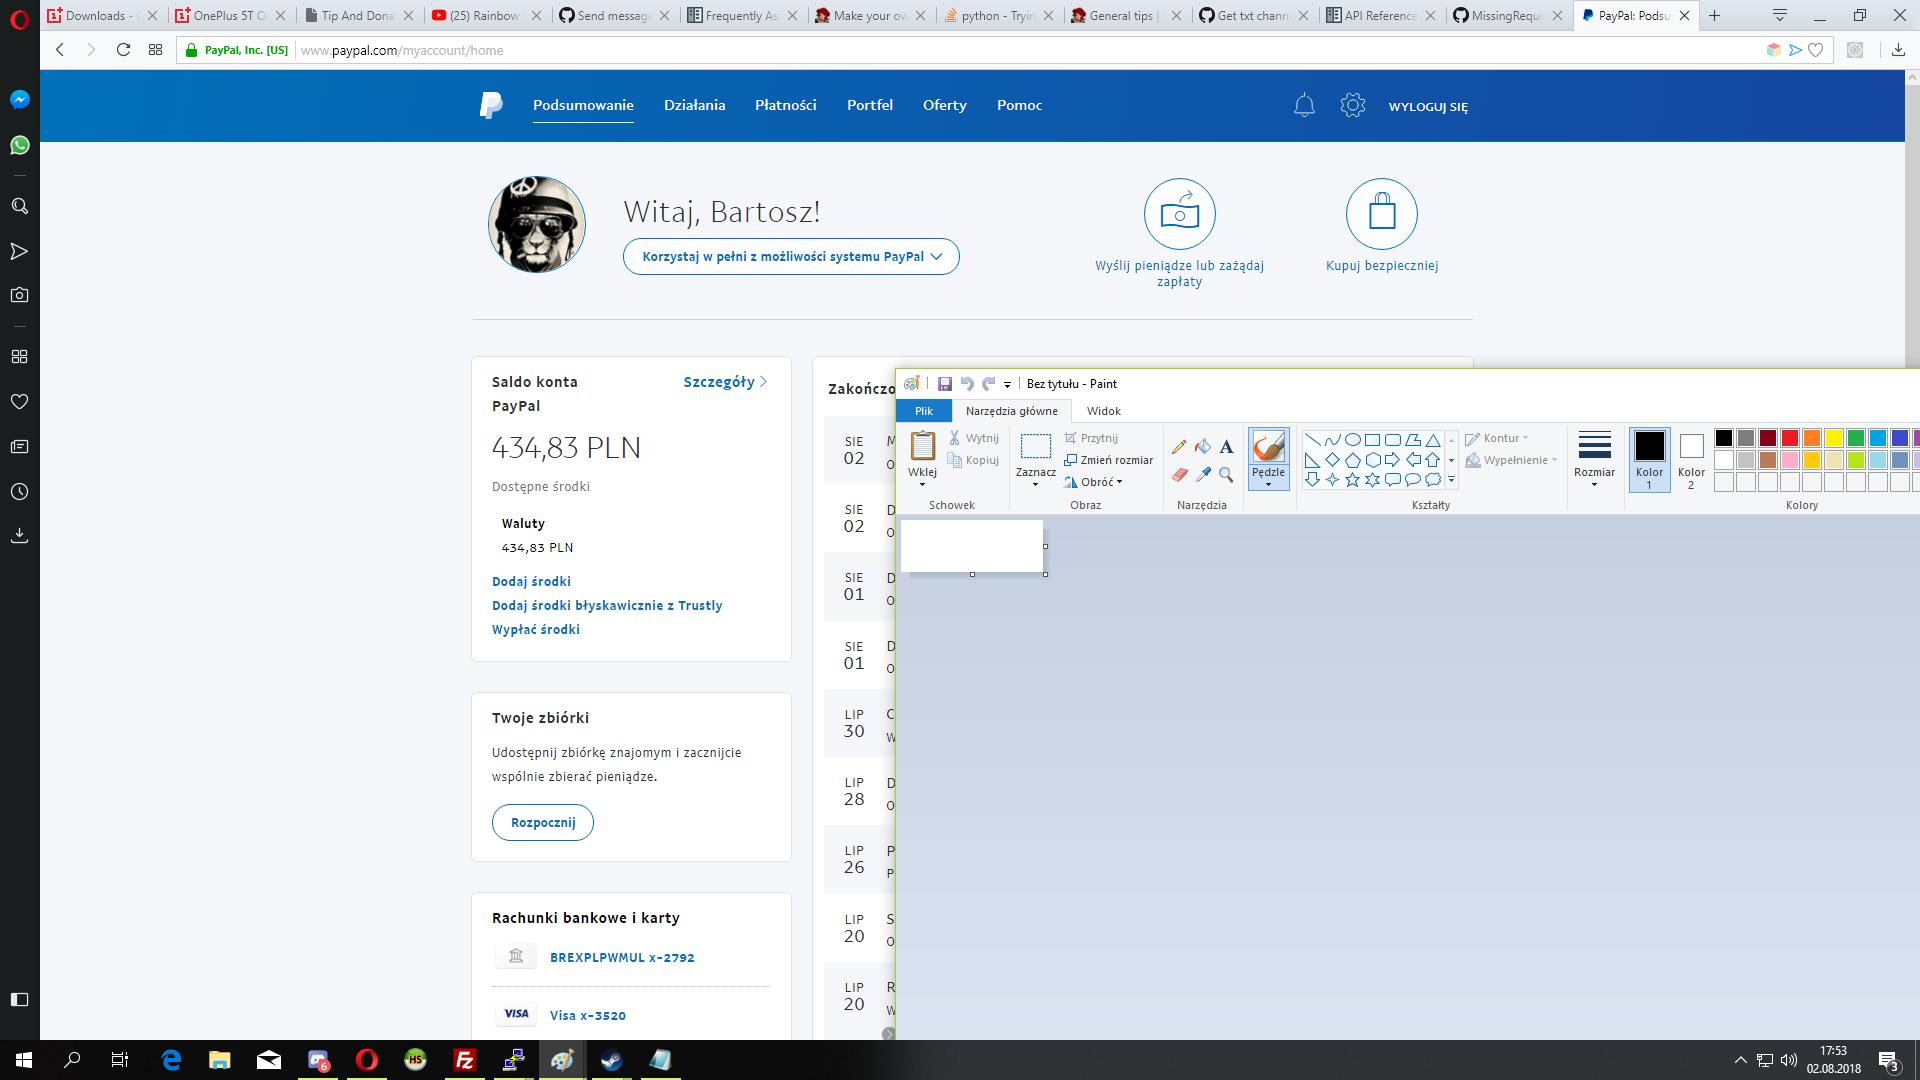 Downloads - 
OnePlus 5T O
Tip And Dona
(25) Rainbow
Send message
Frequently As
Make your ow
python - Tryin
General tips |
Get txt chann
API Reference
MissingRequi
PayPal: Podsu
PayPal, Inc. [US]
www.paypal.com/myaccount/home
Podsumowanie
Działania
Płatności
Portfel
Oferty
Pomoc
WYLOGUJ SIĘ
Witaj, Bartosz!
Korzystaj w pełni z możliwości systemu PayPal
Wyślij pieniądze lub zażądaj
zapłaty
Kupuj bezpieczniej
Saldo konta
PayPal
Szczegóły
434,83 PLN
Dostępne środki
Waluty
434,83 PLN
Dodaj środki
Dodaj środki błyskawicznie z Trustly
Wypłać środki
Twoje zbiórki
Udostępnij zbiórkę znajomym i zacznijcie
wspólnie zbierać pieniądze.
Rozpocznij
Rachunki bankowe i karty
BREXPLPWMUL x-2792
VISA
Visa x-3520
Zakończo
SIE
02
SIE
02
SIE
01
SIE
01
LIP
30
LIP
28
LIP
26
LIP
20
LIP
20
Bez tytułu - Paint
Plik
Narzędzia główne
Widok
Wklej
Wytnij
Kopiuj
Schowek
Zaznacz
Przytnij
Zmień rozmiar
Obróć
Obraz
A
Narzędzia
Pędzle
Kształty
Kontur
Wypełnienie
Rozmiar
Kolor
1
Kolor
2
Kolory
HS
Fz
6
17:53
02.08.2018
3